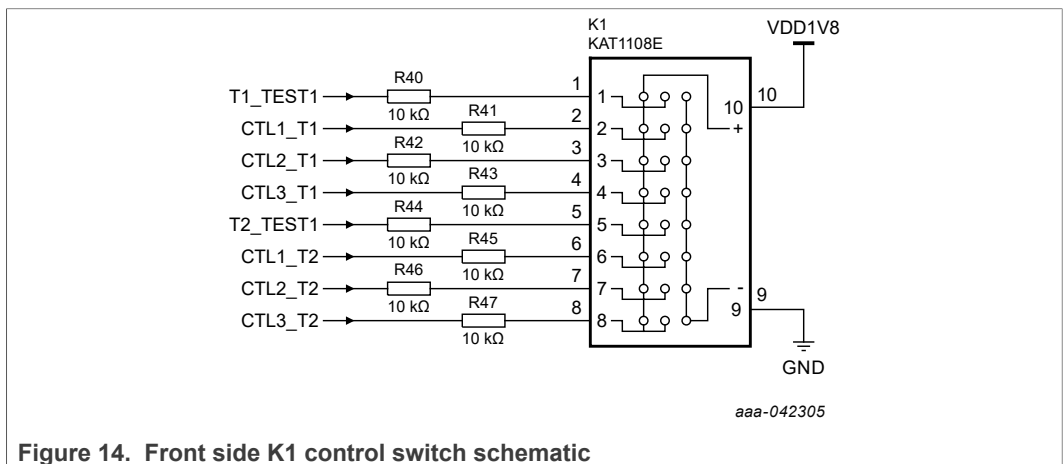 K1
KAT1108E
VDD1V8
T1_TEST1 R40 10 kΩ 1 1
CTL1_T1 R41 10 kΩ 2 2
CTL2_T1 R42 10 kΩ 3 3
CTL3_T1 R43 10 kΩ 4 4
T2_TEST1 R44 10 kΩ 5 5
CTL1_T2 R45 10 kΩ 6 6
CTL2_T2 R46 10 kΩ 7 7
CTL3_T2 R47 10 kΩ 8 8
10 10
+
-
9 9
GND
aaa-042305
Figure 14. Front side K1 control switch schematic